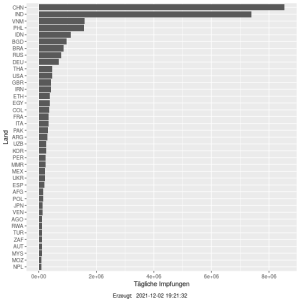 CHN
IND
VNM
PHL
IDN
BGD
BRA
RUS
DEU
THA
USA
GBR
IRN
ETH
EGY
COL
FRA
ITA
PAK
ARG
UZB
KOR
PER
MMR
MEX
UKR
ESP
AFG
POL
JPN
VEN
AGO
RWA
TUR
ZAF
AUT
MYS
MOZ
NPL
Land
0e+00 2e+06 4e+06 6e+06 8e+06
Tägliche Impfungen
Erzeugt 2021-12-02 19:21:32